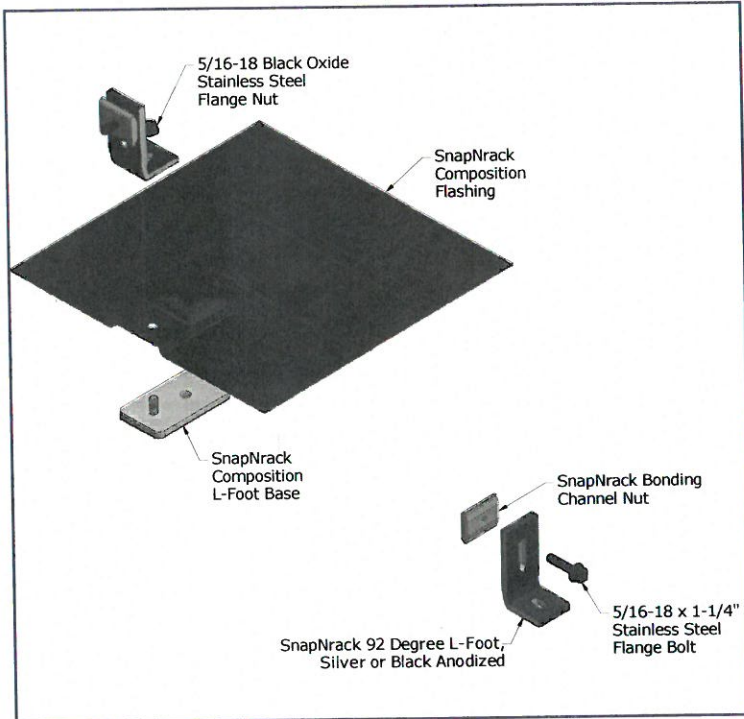 5/16-18 Black Oxide
Stainless Steel
Flange Nut
SnapNrack
Composition
Flashing
SnapNrack
Composition
L-Foot Base
SnapNrack Bonding
Channel Nut
5/16-18 x 1-1/4"
Stainless Steel
Flange Bolt
SnapNrack 92 Degree L-Foot,
Silver or Black Anodized